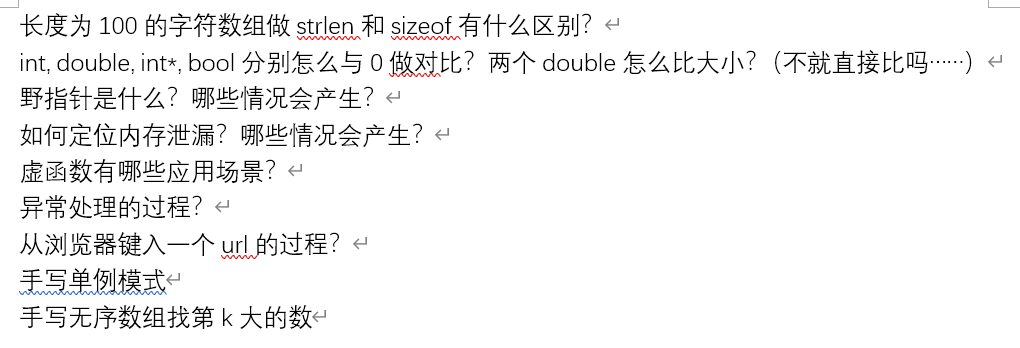 长度为 100 的字符数组做 strlen 和 sizeof 有什么区别？
int, double, int*, bool 分别怎么与 0 做对比？两个 double 怎么比大小？（不就直接比吗……）
野指针是什么？哪些情况会产生？
如何定位内存泄漏？哪些情况会产生？
虚函数有哪些应用场景？
异常处理的过程？
从浏览器键入一个 url 的过程？
手写单例模式
手写无序数组找第 k 大的数